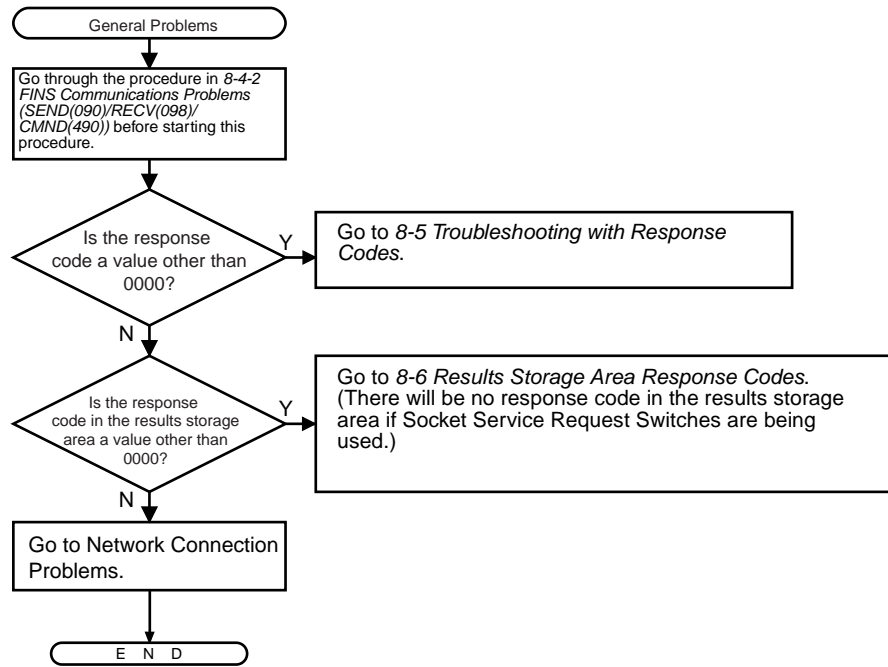 General Problems
Go through the procedure in 8-4-2
FINS Communications Problems
(SEND(090)/RECV(098)/
CMND(490)) before starting this
procedure.
Is the response
code a value other than
0000?
Y
Go to 8-5 Troubleshooting with Response
Codes.
N
Is the response
code in the results storage
area a value other than
0000?
Y
Go to 8-6 Results Storage Area Response Codes.
(There will be no response code in the results storage
area if Socket Service Request Switches are being
used.)
N
Go to Network Connection
Problems.
E N D